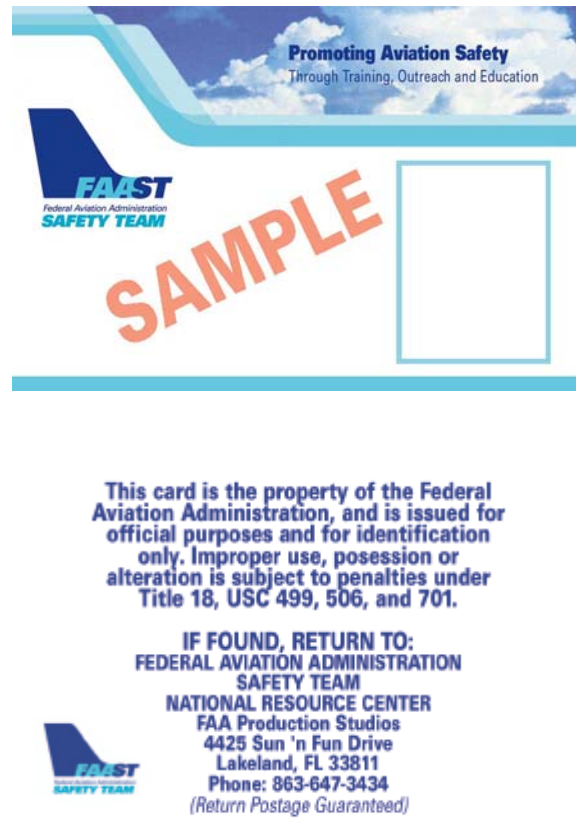 Promoting Aviation Safety
Through Training, Outreach and Education
FAAST
Federal Aviation Administration
SAFETY TEAM
SAMPLE
This card is the property of the Federal
Aviation Administration, and is issued for
official purposes and for identification
only. Improper use, posession or
alteration is subject to penalties under
Title 18, USC 499, 506, and 701.
IF FOUND, RETURN TO:
FEDERAL AVIATION ADMINISTRATION
SAFETY TEAM
NATIONAL RESOURCE CENTER
FAA Production Studios
4425 Sun 'n Fun Drive
Lakeland, FL 33811
Phone: 863-647-3434
(Return Postage Guaranteed)
FAAST
Federal Aviation Administration
SAFETY TEAM